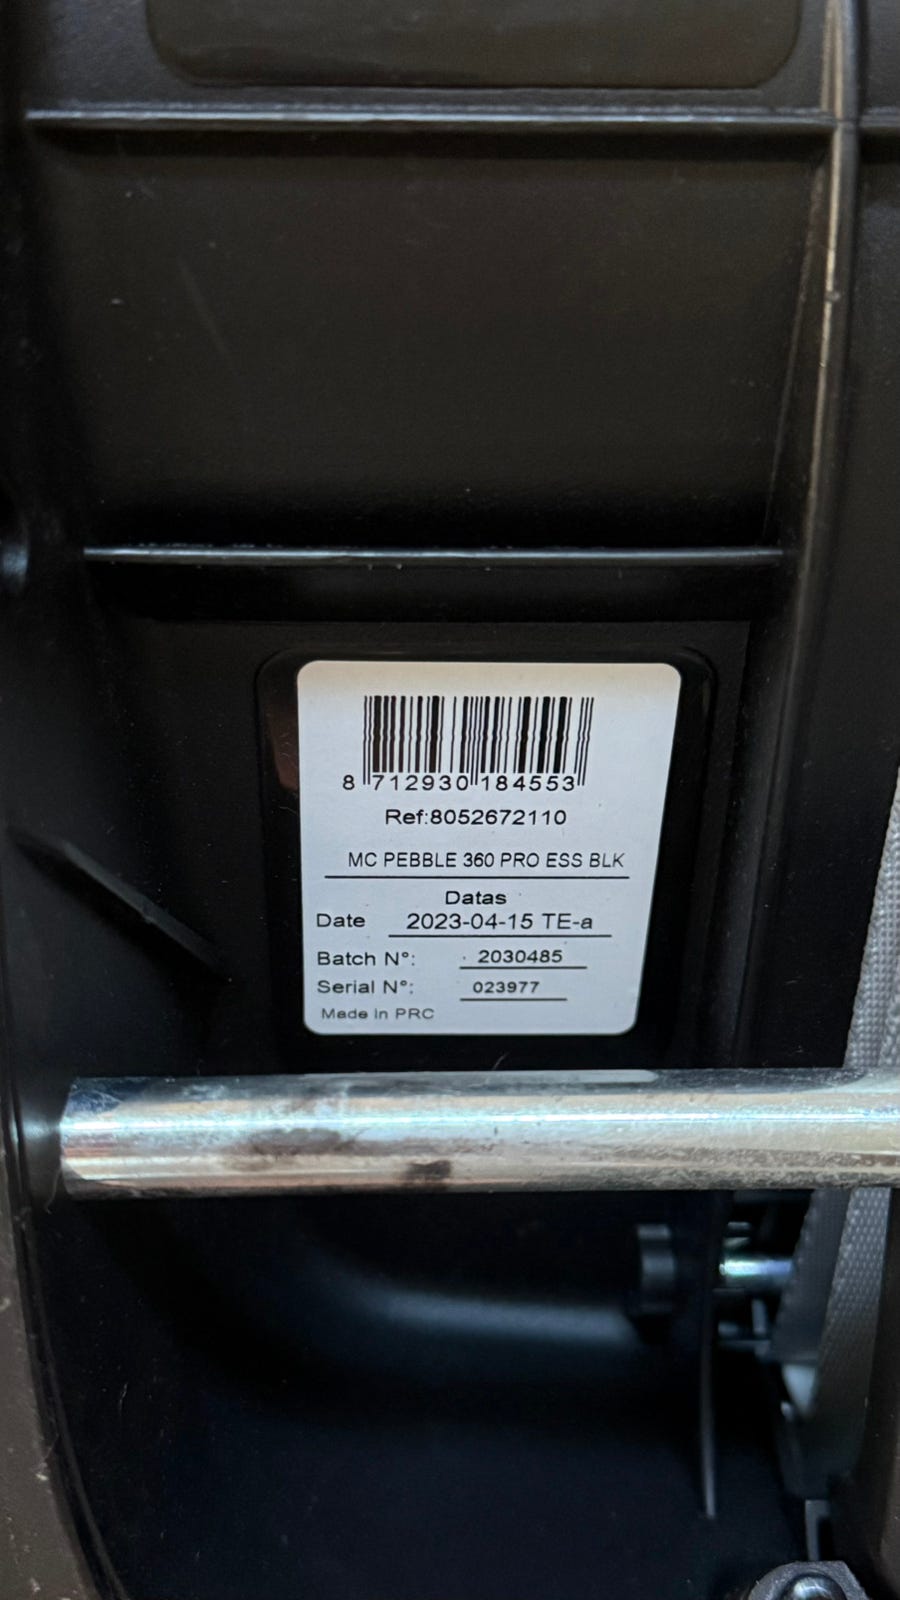 8 712930 184553
Ref:8052672110
MC PEBBLE 360 PRO ESS BLK
Datas
Date 2023-04-15 TE-a
Batch N°: 2030485
Serial N°: 023977
Made in PRC